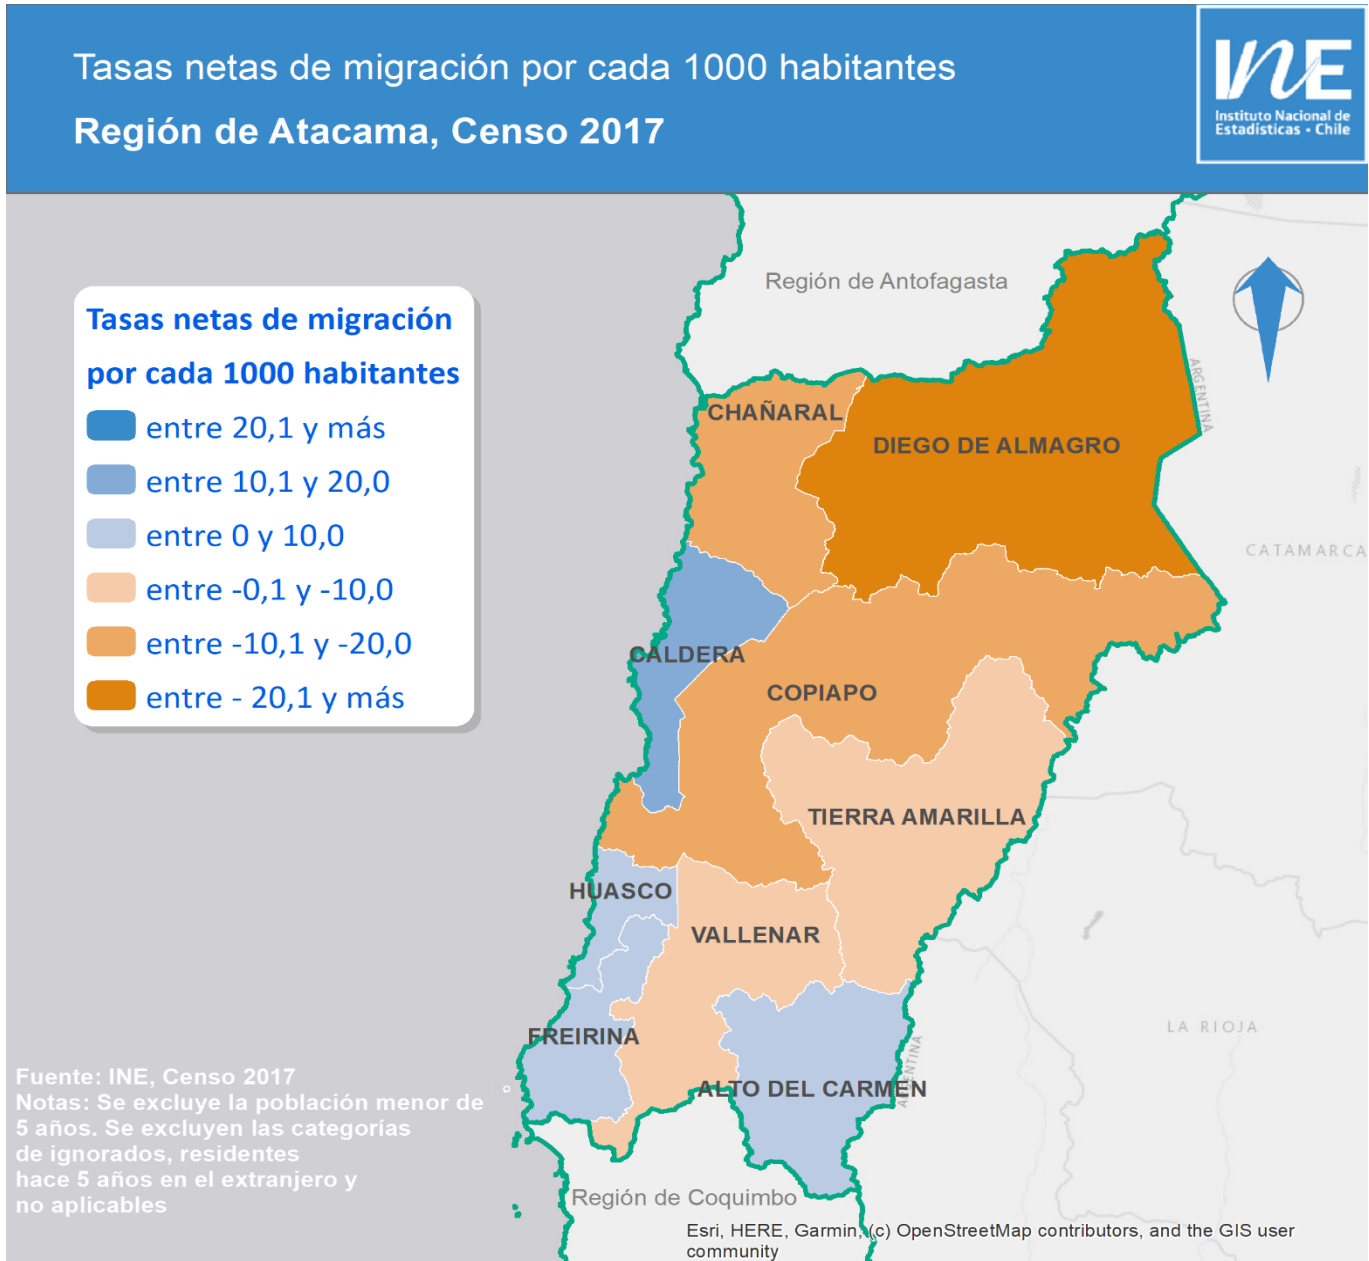 Tasas netas de migración por cada 1000 habitantes
Región de Atacama, Censo 2017
INE
Instituto Nacional de
Estadísticas • Chile
Región de Antofagasta
Tasas netas de migración
por cada 1000 habitantes
entre 20,1 y más
entre 10,1 y 20,0
entre 0 y 10,0
entre -0,1 y -10,0
entre -10,1 y -20,0
entre - 20,1 y más
ARGENTINA
CHAÑARAL
DIEGO DE ALMAGRO
CATAMARCA
CALDERA
COPIAPO
TIERRA AMARILLA
HUASCO
VALLENAR
LA RIOJA
FREIRINA
ARGENTINA
ALTO DEL CARMEN
Fuente: INE, Censo 2017
Notas: Se excluye la población menor de
5 años. Se excluyen las categorías
de ignorados, residentes
hace 5 años en el extranjero y
no aplicables
Región de Coquimbo
Esri, HERE, Garmin, (c) OpenStreetMap contributors, and the GIS user
community